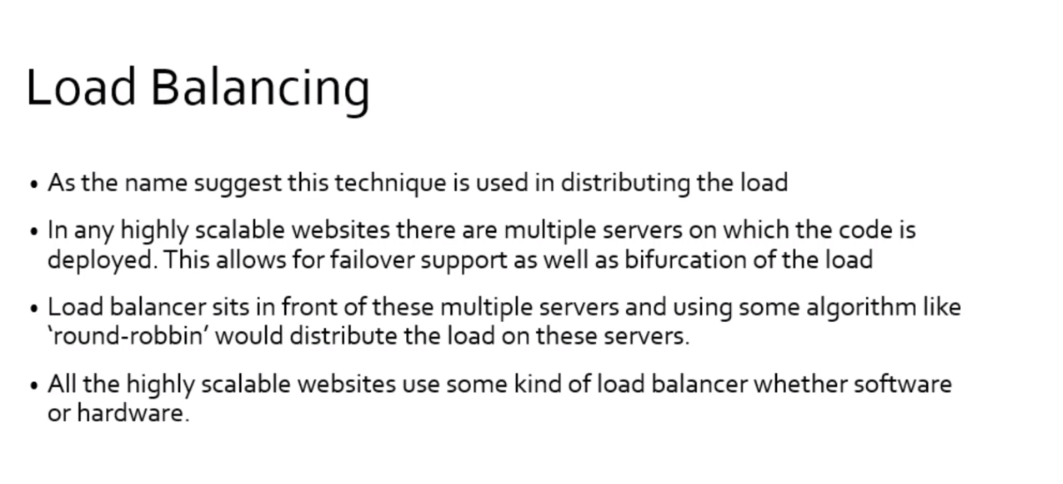 Load Balancing
• As the name suggest this technique is used in distributing the load
• In any highly scalable websites there are multiple servers on which the code is
deployed. This allows for failover support as well as bifurcation of the load
• Load balancer sits in front of these multiple servers and using some algorithm like
‘round-robbin’ would distribute the load on these servers.
• All the highly scalable websites use some kind of load balancer whether software
or hardware.